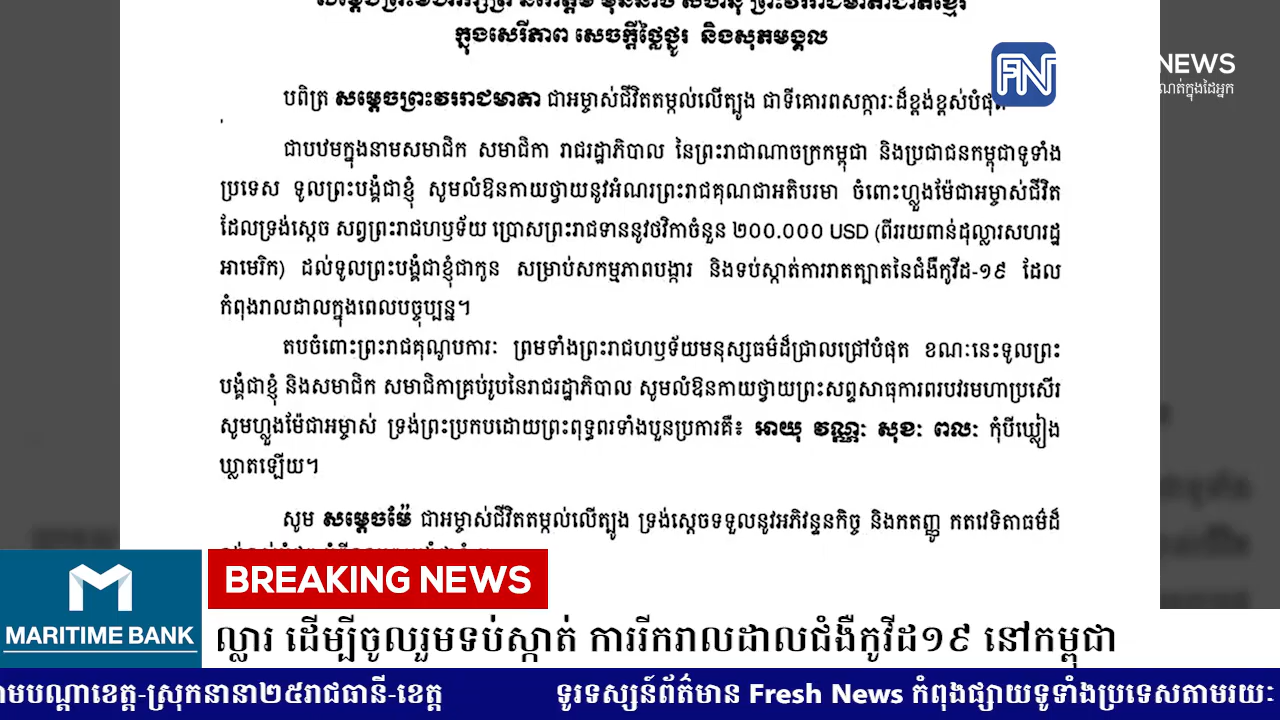 ក្នុងសេរីភាព សេចក្តីថ្លៃថ្នូរ និងសុភមង្គល
បពិត្រ សម្តេចព្រះវររាជមាតា ជាអម្ចាស់ជីវិតតម្កល់លើត្បូង ជាទីគោរពសក្ការៈដ៏ខ្ពង់ខ្ពស់បំផុត
FN
NEWS
ជាបឋមក្នុងនាមសមាជិក សមាជិកា រាជរដ្ឋាភិបាល នៃព្រះរាជាណាចក្រកម្ពុជា និងប្រជាជនកម្ពុជាទូទាំង
ប្រទេស ទូលព្រះបង្គំជាខ្ញុំ សូមលំឱនកាយថ្វាយនូវអំណរព្រះរាជគុណជាអតិបរមា ចំពោះហ្លួងម៉ែជាអម្ចាស់ជីវិត
ដែលទ្រង់ស្តេច សព្វព្រះរាជហឫទ័យ ប្រោសព្រះរាជទាននូវថវិកាចំនួន ២០០.០០០ USD (ពីររយពាន់ដុល្លារសហរដ្ឋ
អាមេរិក) ដល់ទូលព្រះបង្គំជាខ្ញុំជាកូន សម្រាប់សកម្មភាពបង្ការ និងទប់ស្កាត់ការរាតត្បាតនៃជំងឺកូវីដ-១៩ ដែល
កំពុងរាលដាលក្នុងពេលបច្ចុប្បន្ន។
តបចំពោះព្រះរាជគុណូបការៈ ព្រមទាំងព្រះរាជហឫទ័យមនុស្សធម៌ដ៏ជ្រាលជ្រៅបំផុត ខណៈនេះទូលព្រះ
បង្គំជាខ្ញុំ និងសមាជិក សមាជិកាគ្រប់រូបនៃរាជរដ្ឋាភិបាល សូមលំឱនកាយថ្វាយព្រះសព្ទសាធុការពរបវរមហាប្រសើរ
សូមហ្លួងម៉ែជាអម្ចាស់ ទ្រង់ព្រះប្រកបដោយព្រះពុទ្ធពរទាំងបួនប្រការគឺ៖ អាយុ វណ្ណៈ សុខៈ ពលៈ កុំបីឃ្លៀង
ឃ្លាតឡើយ។
សូម សម្តេចម៉ែ ជាអម្ចាស់ជីវិតតម្កល់លើត្បូង ទ្រង់ស្តេចទទួលនូវអភិវន្ទនកិច្ច និងកតញ្ញូ កតវេទិតាធម៌ដ៏
BREAKING NEWS
MARITIME BANK
ល្លារ ដើម្បីចូលរួមទប់ស្កាត់ ការរីករាលដាលជំងឺកូវីដ១៩ នៅកម្ពុជា
ាមបណ្តាខេត្ត-ស្រុកនានា២៥រាជធានី-ខេត្ត ទូរទស្សន៍ព័ត៌មាន Fresh News កំពុងផ្សាយទូទាំងប្រទេសតាមរយៈ